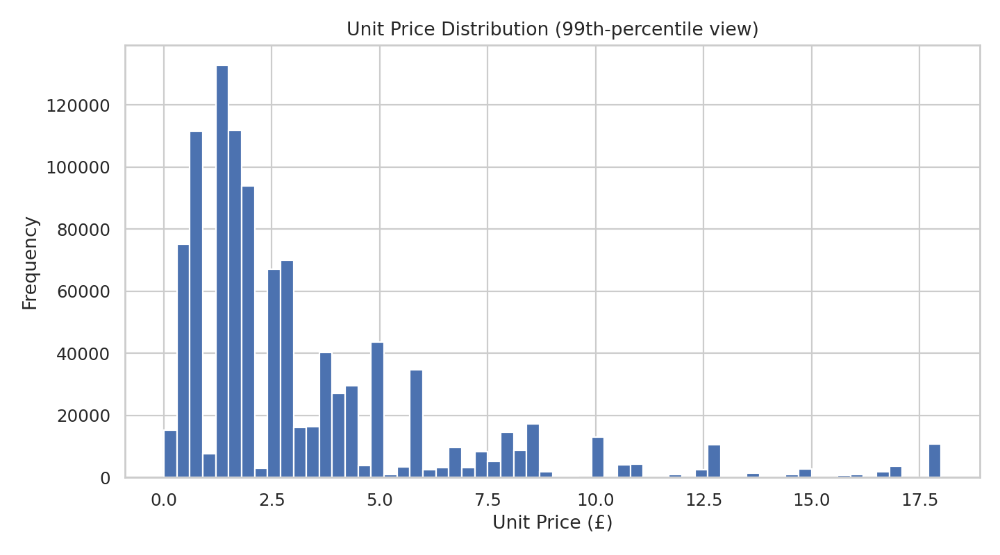 Unit Price Distribution (99th-percentile view)
120000
100000
80000
60000
40000
20000
0
Frequency
0.0 2.5 5.0 7.5 10.0 12.5 15.0 17.5
Unit Price (£)